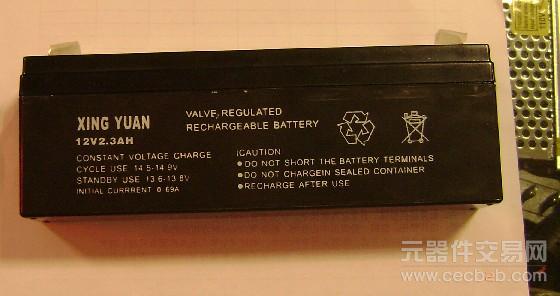 XING YUAN
12V2.3AH
VALVE, REGULATED
RECHARGEABLE BATTERY
CONSTANT VOLTAGE CHARGE
CYCLE USE 14.5-14.9V
STANDBY USE 13.6-13.8V
INITIAL CURRRENT 0.69A
CAUTION
●DO NOT SHORT THE BATTERY TERMINALS
●DO NOT CHARGEIN SEALED CONTAINER
●RECHARGE AFTER USE
110V
元器件交易网
www.cecb2b.com